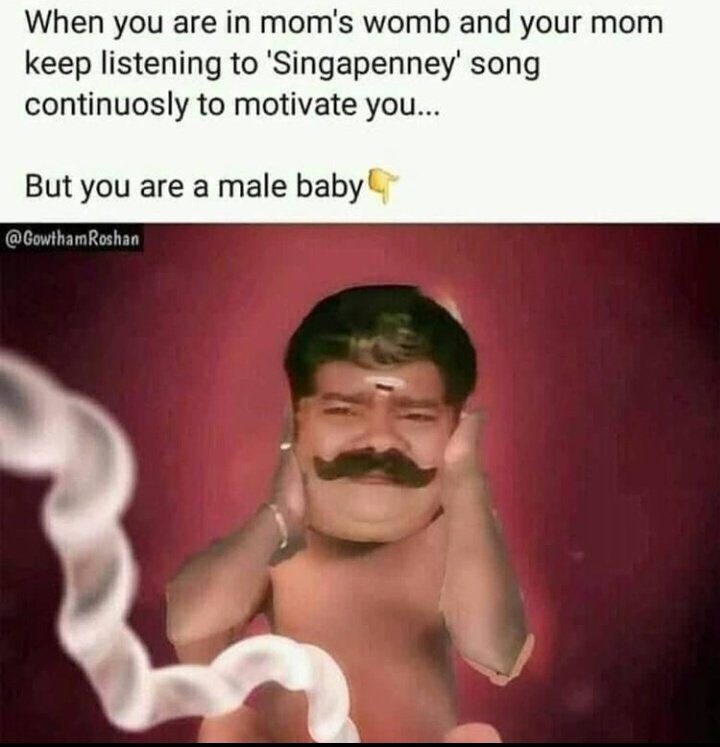 When you are in mom's womb and your mom
keep listening to 'Singapenney' song
continuosly to motivate you...
But you are a male baby👇
@GowthamRoshan